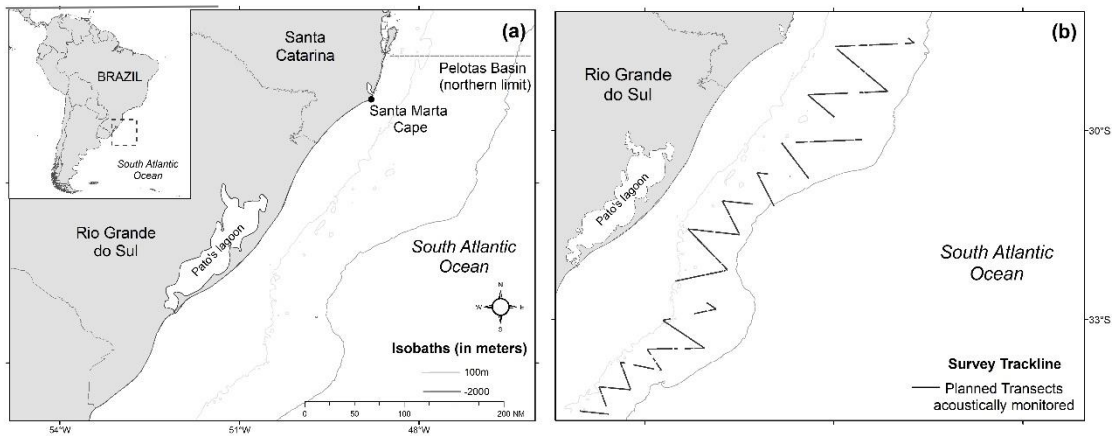 (a)
BRAZIL
South Atlantic
Ocean
Santa
Catarina
Pelotas Basin
(northern limit)
Santa Marta
Cape
Rio Grande
do Sul
Pato's lagoon
South Atlantic
Ocean
N
W
E
S
Isobaths (in meters)
100m
-2000
0
50
100
200 NM
54°W
51°W
48°W
(b)
Rio Grande
do Sul
Pato's lagoon
30°S
South Atlantic
Ocean
33°S
Survey Trackline
Planned Transects
acoustically monitored